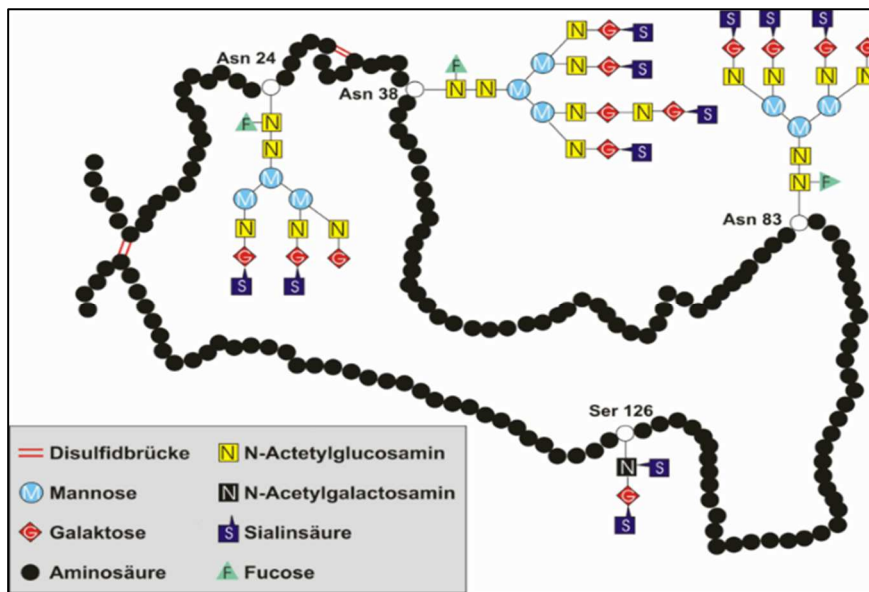 Asn 24
F N
N
M
M M
N N N
G G G
S S
Asn 38
F
N N M
M N G S
N G S
M N G N G S
N G S
S S S
G G G G
N N N N
M M
M
N
N F
Asn 83
Ser 126
N S
G
S
Disulfidbrücke
N N-Actetylglucosamin
M Mannose
N N-Acetylgalactosamin
G Galaktose
S Sialinsäure
Aminosäure
F Fucose